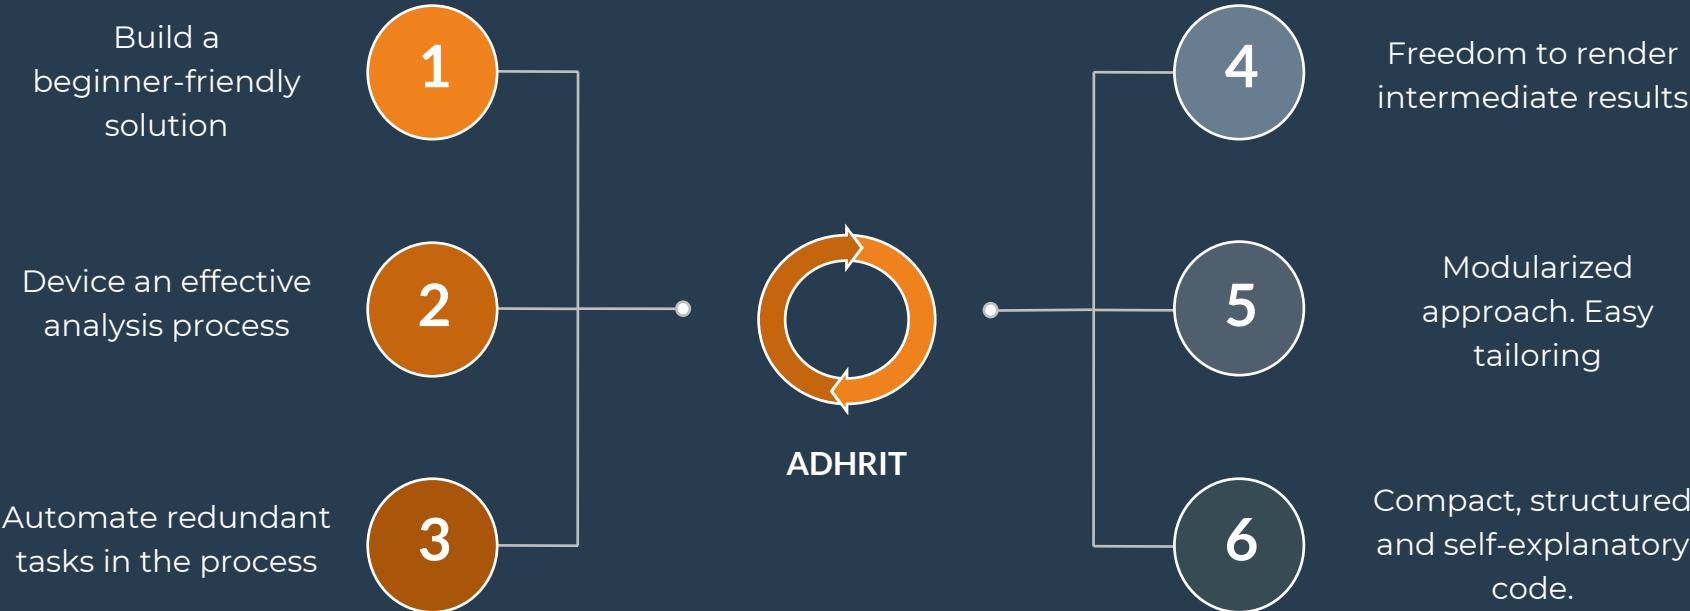 Build a
beginner-friendly
solution
1
Device an effective
analysis process
2
Automate redundant
tasks in the process
3
ADHRIT
4
Freedom to render
intermediate results
5
Modularized
approach. Easy
tailoring
6
Compact, structured
and self-explanatory
code.